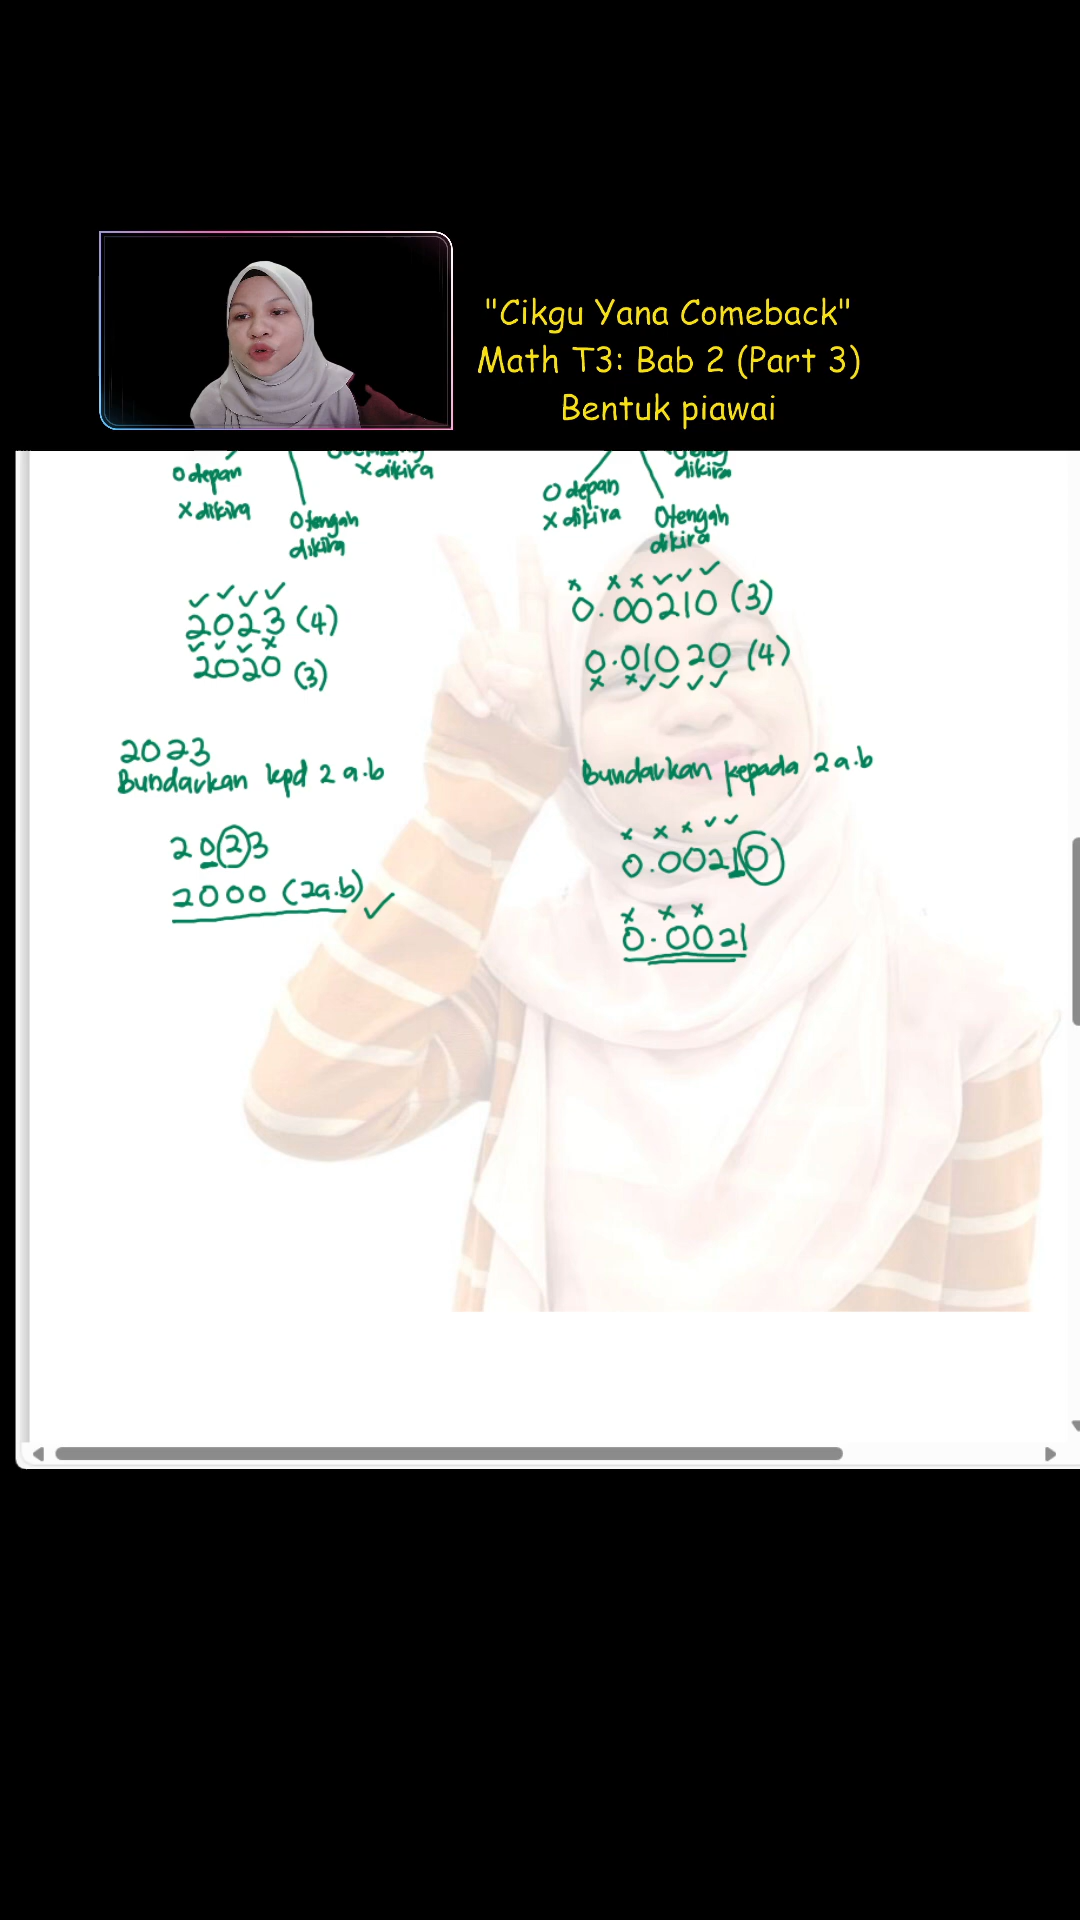 "Cikgu Yana Comeback"
Math T3: Bab 2 (Part 3)
Bentuk piawai
0 depan
x dikira
0 tengah
dikira
x dikira
0 depan
x dikira
0 tengah
dikira
dikira
✓ ✓ ✓ ✓
2023 (4)
✓ ✓ ✓ x
2020 (3)
x x x ✓ ✓ ✓
0.00210 (3)
0.01020 (4)
x x ✓ ✓ ✓ ✓
2023
Bundarkan kpd 2 a.b
2023
2000 (2a.b) ✓
Bundarkan kepada 2 a.b
x x x ✓ ✓
0.00210
x x x
0.0021